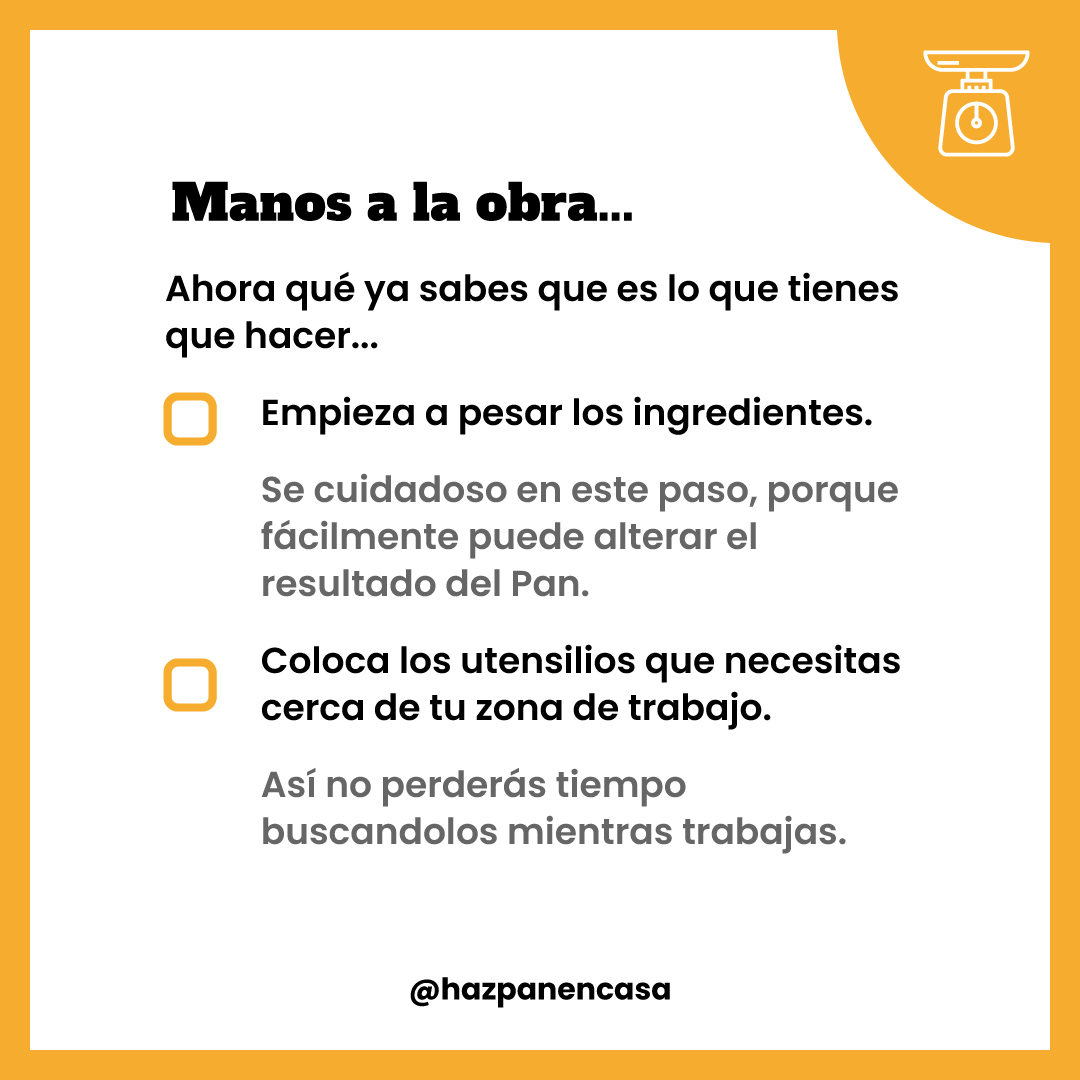 Manos a la obra...
Ahora qué ya sabes que es lo que tienes
que hacer...
Empieza a pesar los ingredientes.
Se cuidadoso en este paso, porque
fácilmente puede alterar el
resultado del Pan.
Coloca los utensilios que necesitas
cerca de tu zona de trabajo.
Así no perderás tiempo
buscandolos mientras trabajas.
@hazpanencasa